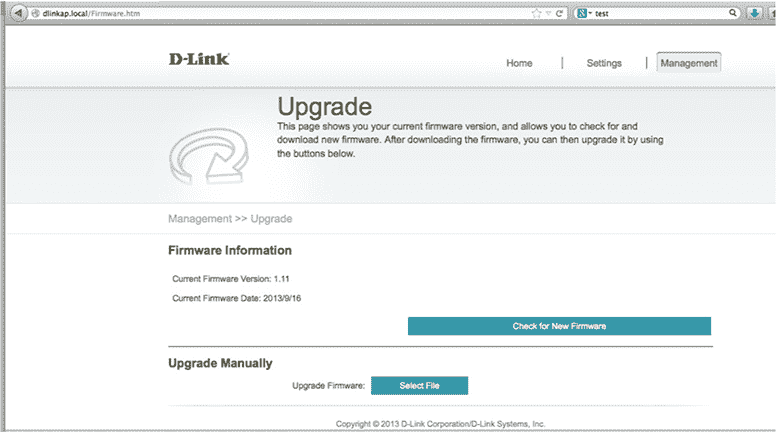 dlinkap.local/Firmware.htm
test
D-Link
Home | Settings | Management
Upgrade
This page shows you your current firmware version, and allows you to check for and
download new firmware. After downloading the firmware, you can then upgrade it by using
the buttons below.
Management >> Upgrade
Firmware Information
Current Firmware Version: 1.11
Current Firmware Date: 2013/9/16
Check for New Firmware
Upgrade Manually
Upgrade Firmware: Select File
Copyright © 2013 D-Link Corporation/D-Link Systems, Inc.